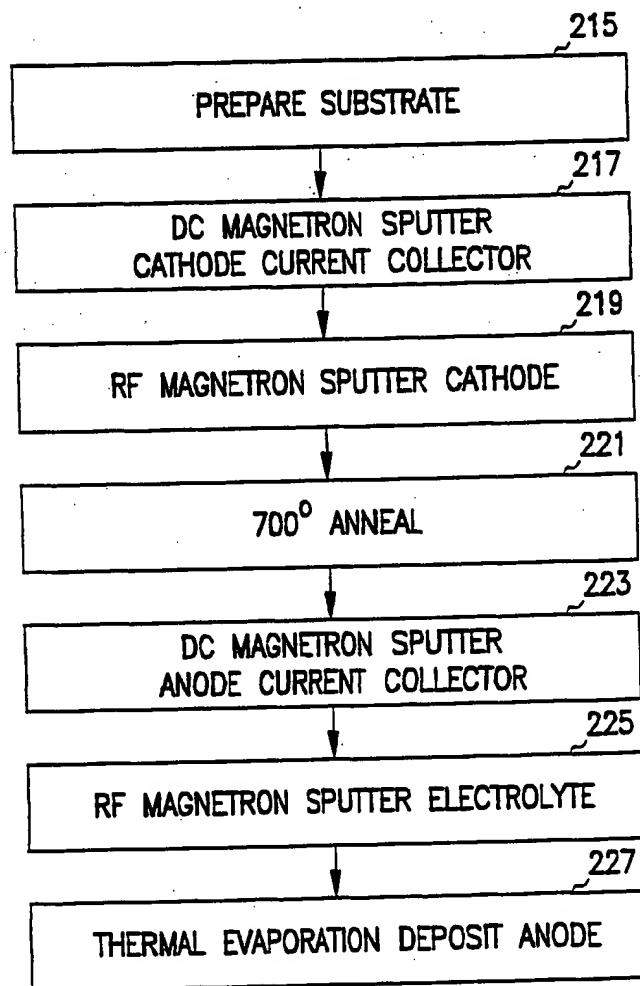 215
PREPARE SUBSTRATE
217
DC MAGNETRON SPUTTER
CATHODE CURRENT COLLECTOR
219
RF MAGNETRON SPUTTER CATHODE
221
700° ANNEAL
223
DC MAGNETRON SPUTTER
ANODE CURRENT COLLECTOR
225
RF MAGNETRON SPUTTER ELECTROLYTE
227
THERMAL EVAPORATION DEPOSIT ANODE